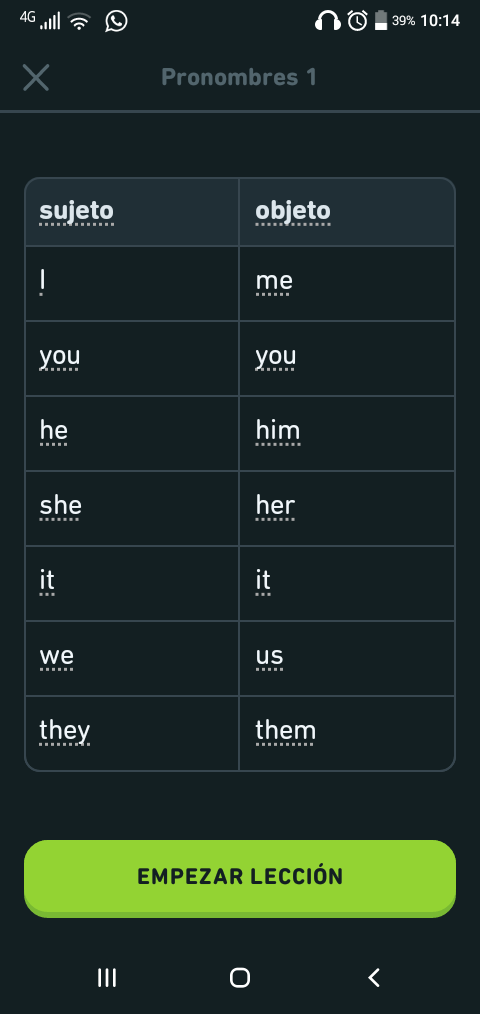 4G 39% 10:14
Pronombres 1
sujeto objeto
I me
you you
he him
she her
it it
we us
they them
EMPEZAR LECCIÓN